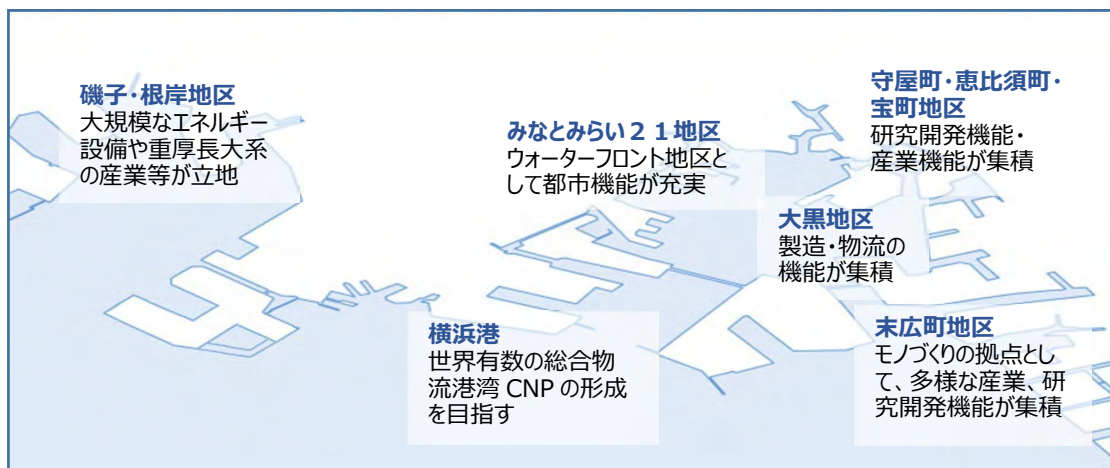 磯子・根岸地区
大規模なエネルギー
設備や重厚長大系
の産業等が立地
みなとみらい２１地区
ウォーターフロント地区と
して都市機能が充実
守屋町・恵比須町・
宝町地区
研究開発機能・
産業機能が集積
大黒地区
製造・物流の
機能が集積
横浜港
世界有数の総合物
流港湾 CNP の形成
を目指す
末広町地区
モノづくりの拠点とし
て、多様な産業、研
究開発機能が集積